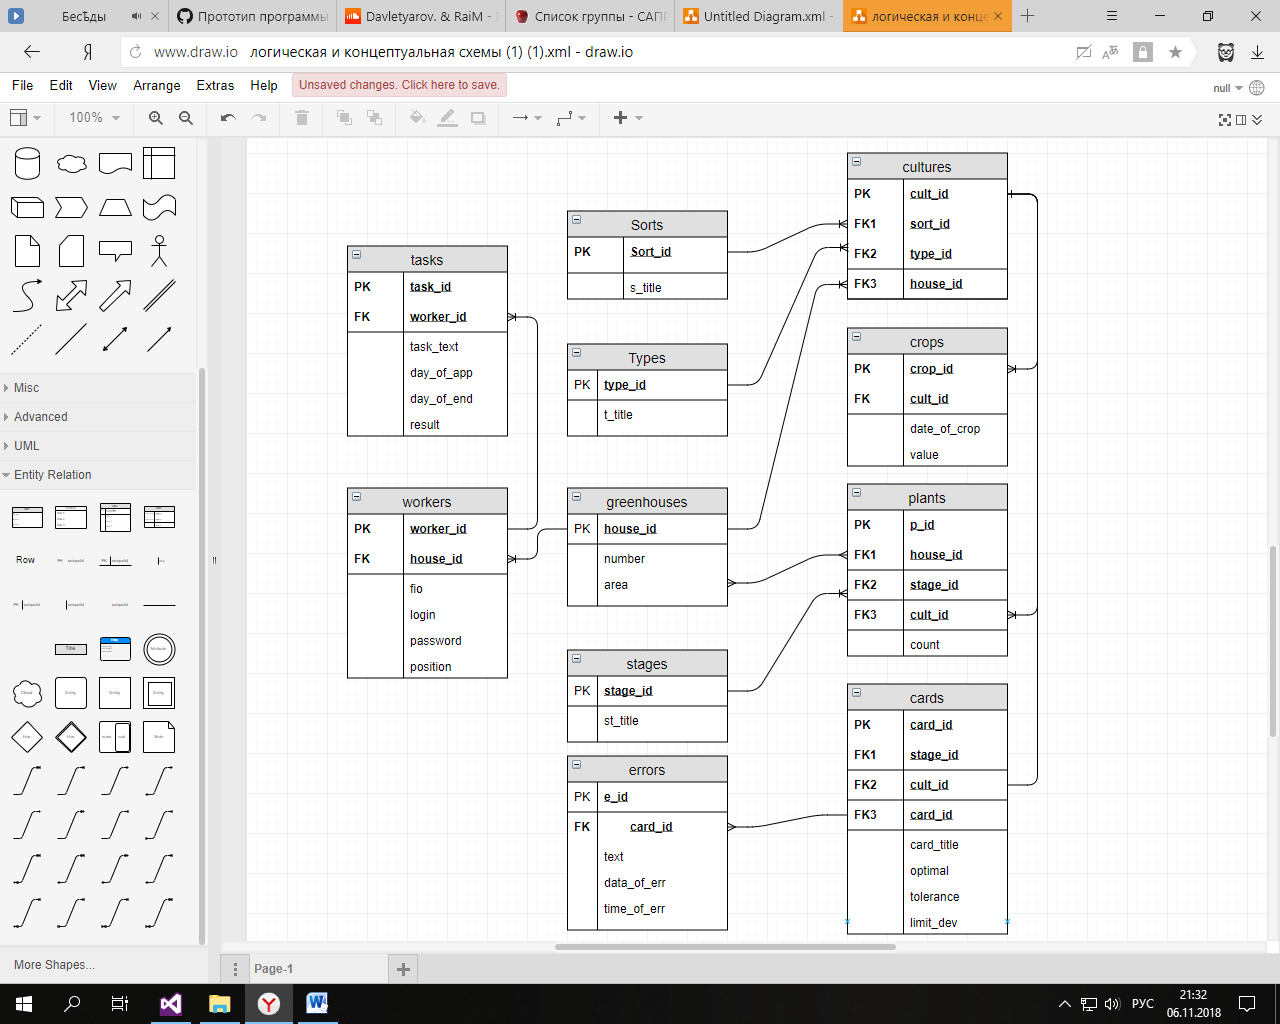 Бесѣды
Прототип программы
Davletyarov. & RaiM -
Список группы - САПР
Untitled Diagram.xml -
логическая и конце
www.draw.io логическая и концептуальная схемы (1) (1).xml - draw.io
File Edit View Arrange Extras Help Unsaved changes. Click here to save.
null
100%
Misc
Advanced
UML
Entity Relation
Row
Title
More Shapes...
tasks
PK task_id
FK worker_id
task_text
day_of_app
day_of_end
result
workers
PK worker_id
FK house_id
fio
login
password
position
Sorts
PK Sort_id
s_title
Types
PK type_id
t_title
greenhouses
PK house_id
number
area
stages
PK stage_id
st_title
errors
PK e_id
FK card_id
text
data_of_err
time_of_err
cultures
PK cult_id
FK1 sort_id
FK2 type_id
FK3 house_id
crops
PK crop_id
FK cult_id
date_of_crop
value
plants
PK p_id
FK1 house_id
FK2 stage_id
FK3 cult_id
count
cards
PK card_id
FK1 stage_id
FK2 cult_id
FK3 card_id
card_title
optimal
tolerance
limit_dev
Page-1
РУС
21:32
06.11.2018